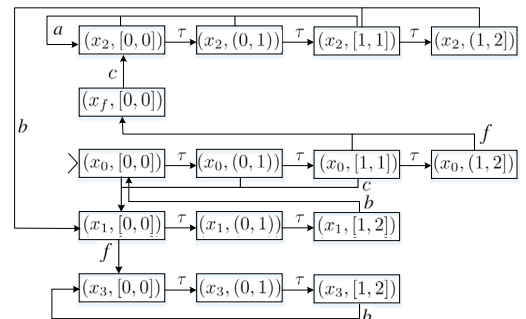 a (x₂, [0, 0]) τ (x₂, (0, 1)) τ (x₂, [1, 1]) τ (x₂, (1, 2])
c
b (x_f, [0, 0])
f
(x₀, [0, 0]) τ (x₀, (0, 1)) τ (x₀, [1, 1]) τ (x₀, (1, 2])
c
b
(x₁, [0, 0]) τ (x₁, (0, 1)) τ (x₁, [1, 2])
f
(x₃, [0, 0]) τ (x₃, (0, 1)) τ (x₃, [1, 2])
b